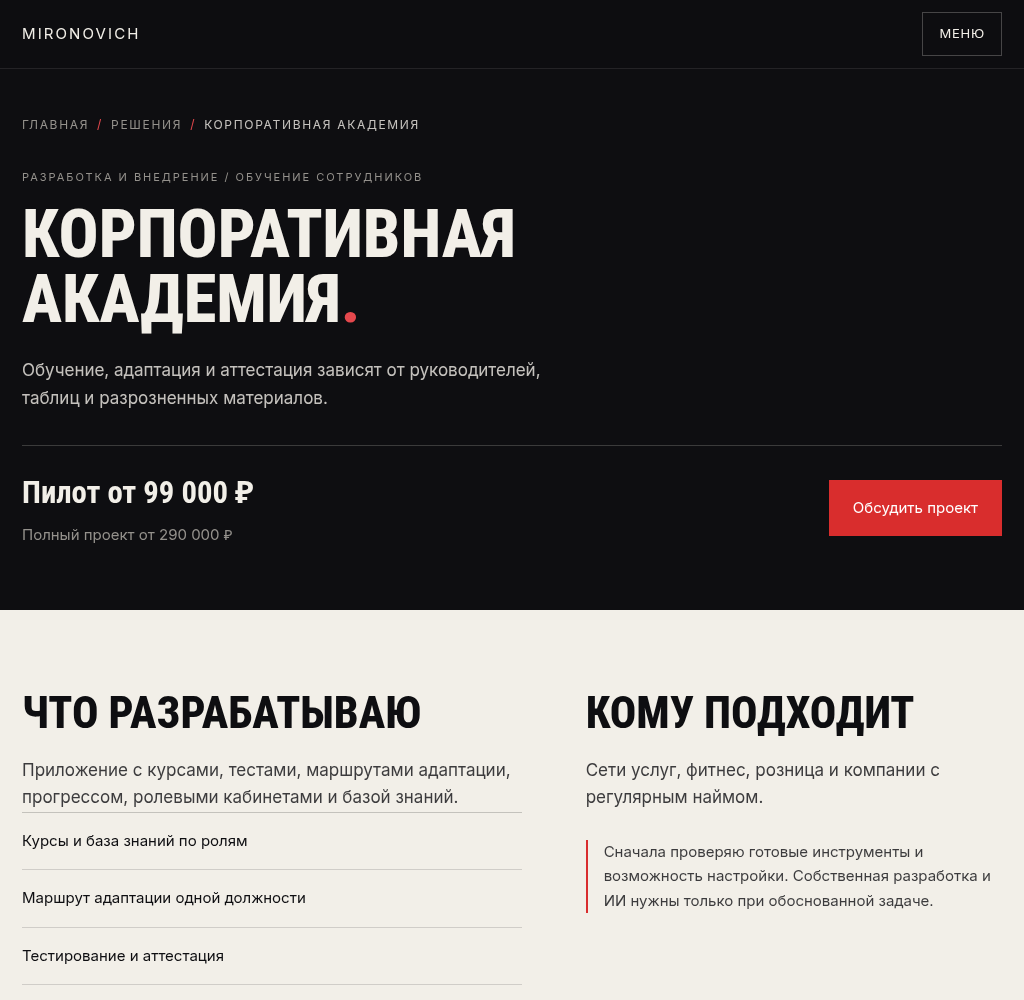 MIRONOVICH
МЕНЮ
ГЛАВНАЯ / РЕШЕНИЯ / КОРПОРАТИВНАЯ АКАДЕМИЯ
РАЗРАБОТКА И ВНЕДРЕНИЕ / ОБУЧЕНИЕ СОТРУДНИКОВ
КОРПОРАТИВНАЯ
АКАДЕМИЯ.
Обучение, адаптация и аттестация зависят от руководителей,
таблиц и разрозненных материалов.
Пилот от 99 000 ₽
Полный проект от 290 000 ₽
Обсудить проект
ЧТО РАЗРАБАТЫВАЮ
Приложение с курсами, тестами, маршрутами адаптации,
прогрессом, ролевыми кабинетами и базой знаний.
Курсы и база знаний по ролям
Маршрут адаптации одной должности
Тестирование и аттестация
КОМУ ПОДХОДИТ
Сети услуг, фитнес, розница и компании с
регулярным наймом.
Сначала проверяю готовые инструменты и
возможность настройки. Собственная разработка и
ИИ нужны только при обоснованной задаче.